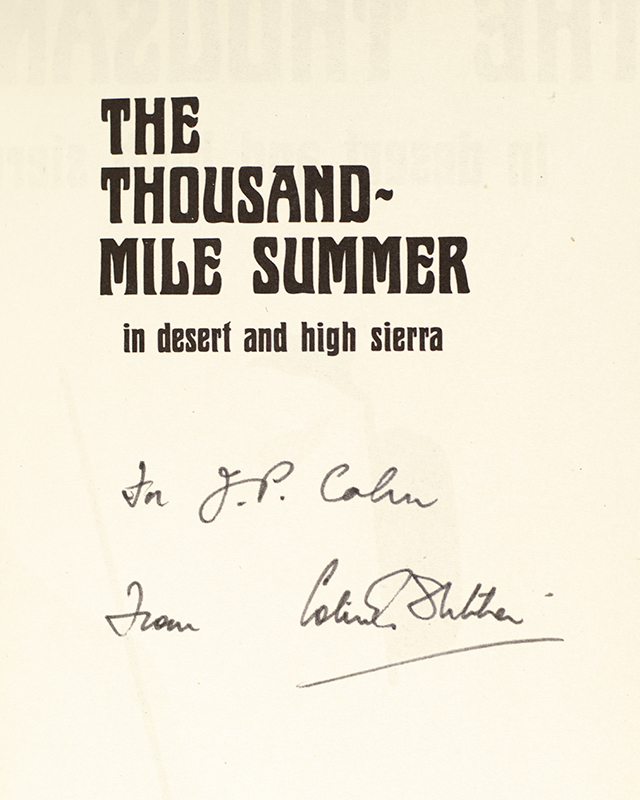 THE
THOUSAND-
MILE SUMMER
in desert and high sierra
For J.P. Cohn
From Colin Fletcher